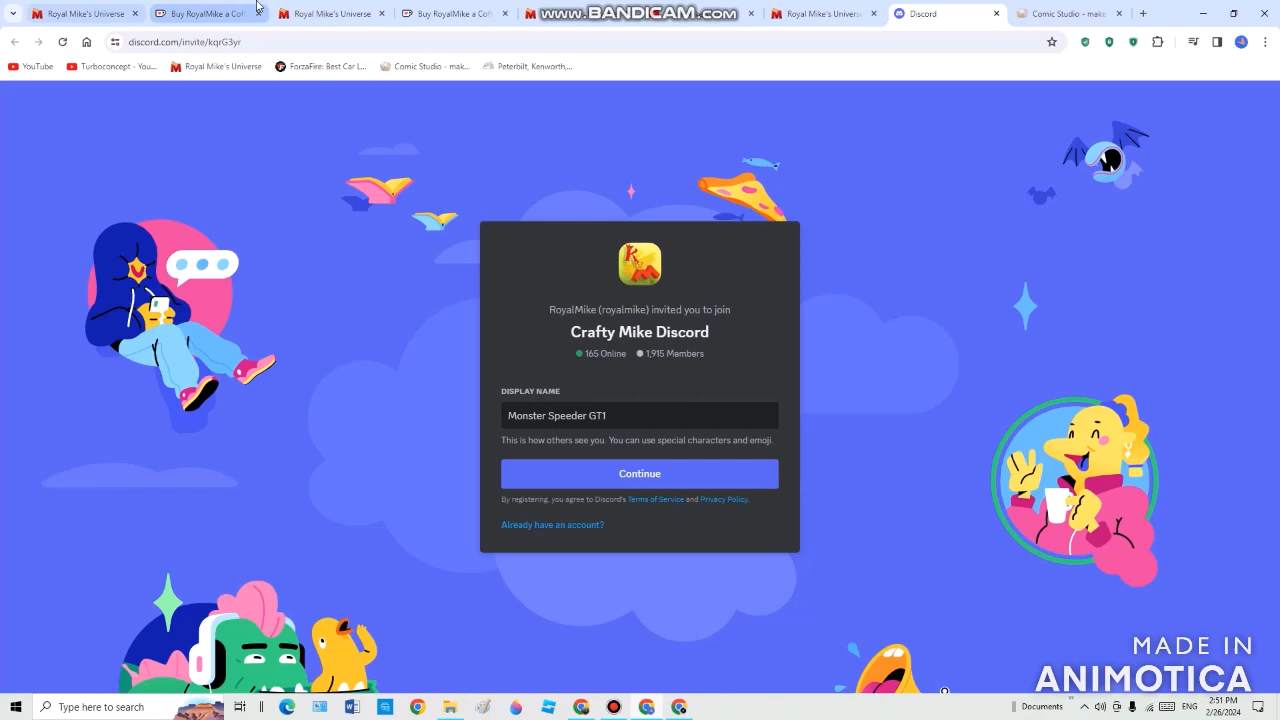 Royal Mike's Univers
Buy RoyalMike a Coff
Royal Mike's Universe
Buy RoyalMike a Coff
www.BANDICAM.com
Royal Mike's Univers
Discord
Comic Studio - make
discord.com/invite/kqrG3yr
YouTube
Turboconcept - You...
Royal Mike's Universe
ForzaFire: Best Car L...
Comic Studio - mak...
Peterbilt, Kenworth,...
RoyalMike (royalmike) invited you to join
Crafty Mike Discord
165 Online 1,915 Members
DISPLAY NAME
Monster Speeder GT1
This is how others see you. You can use special characters and emoji.
Continue
By registering, you agree to Discord's Terms of Service and Privacy Policy.
Already have an account?
MADE IN
ANIMOTICA
Type here to search
Documents
2:51 PM
2/26/2024